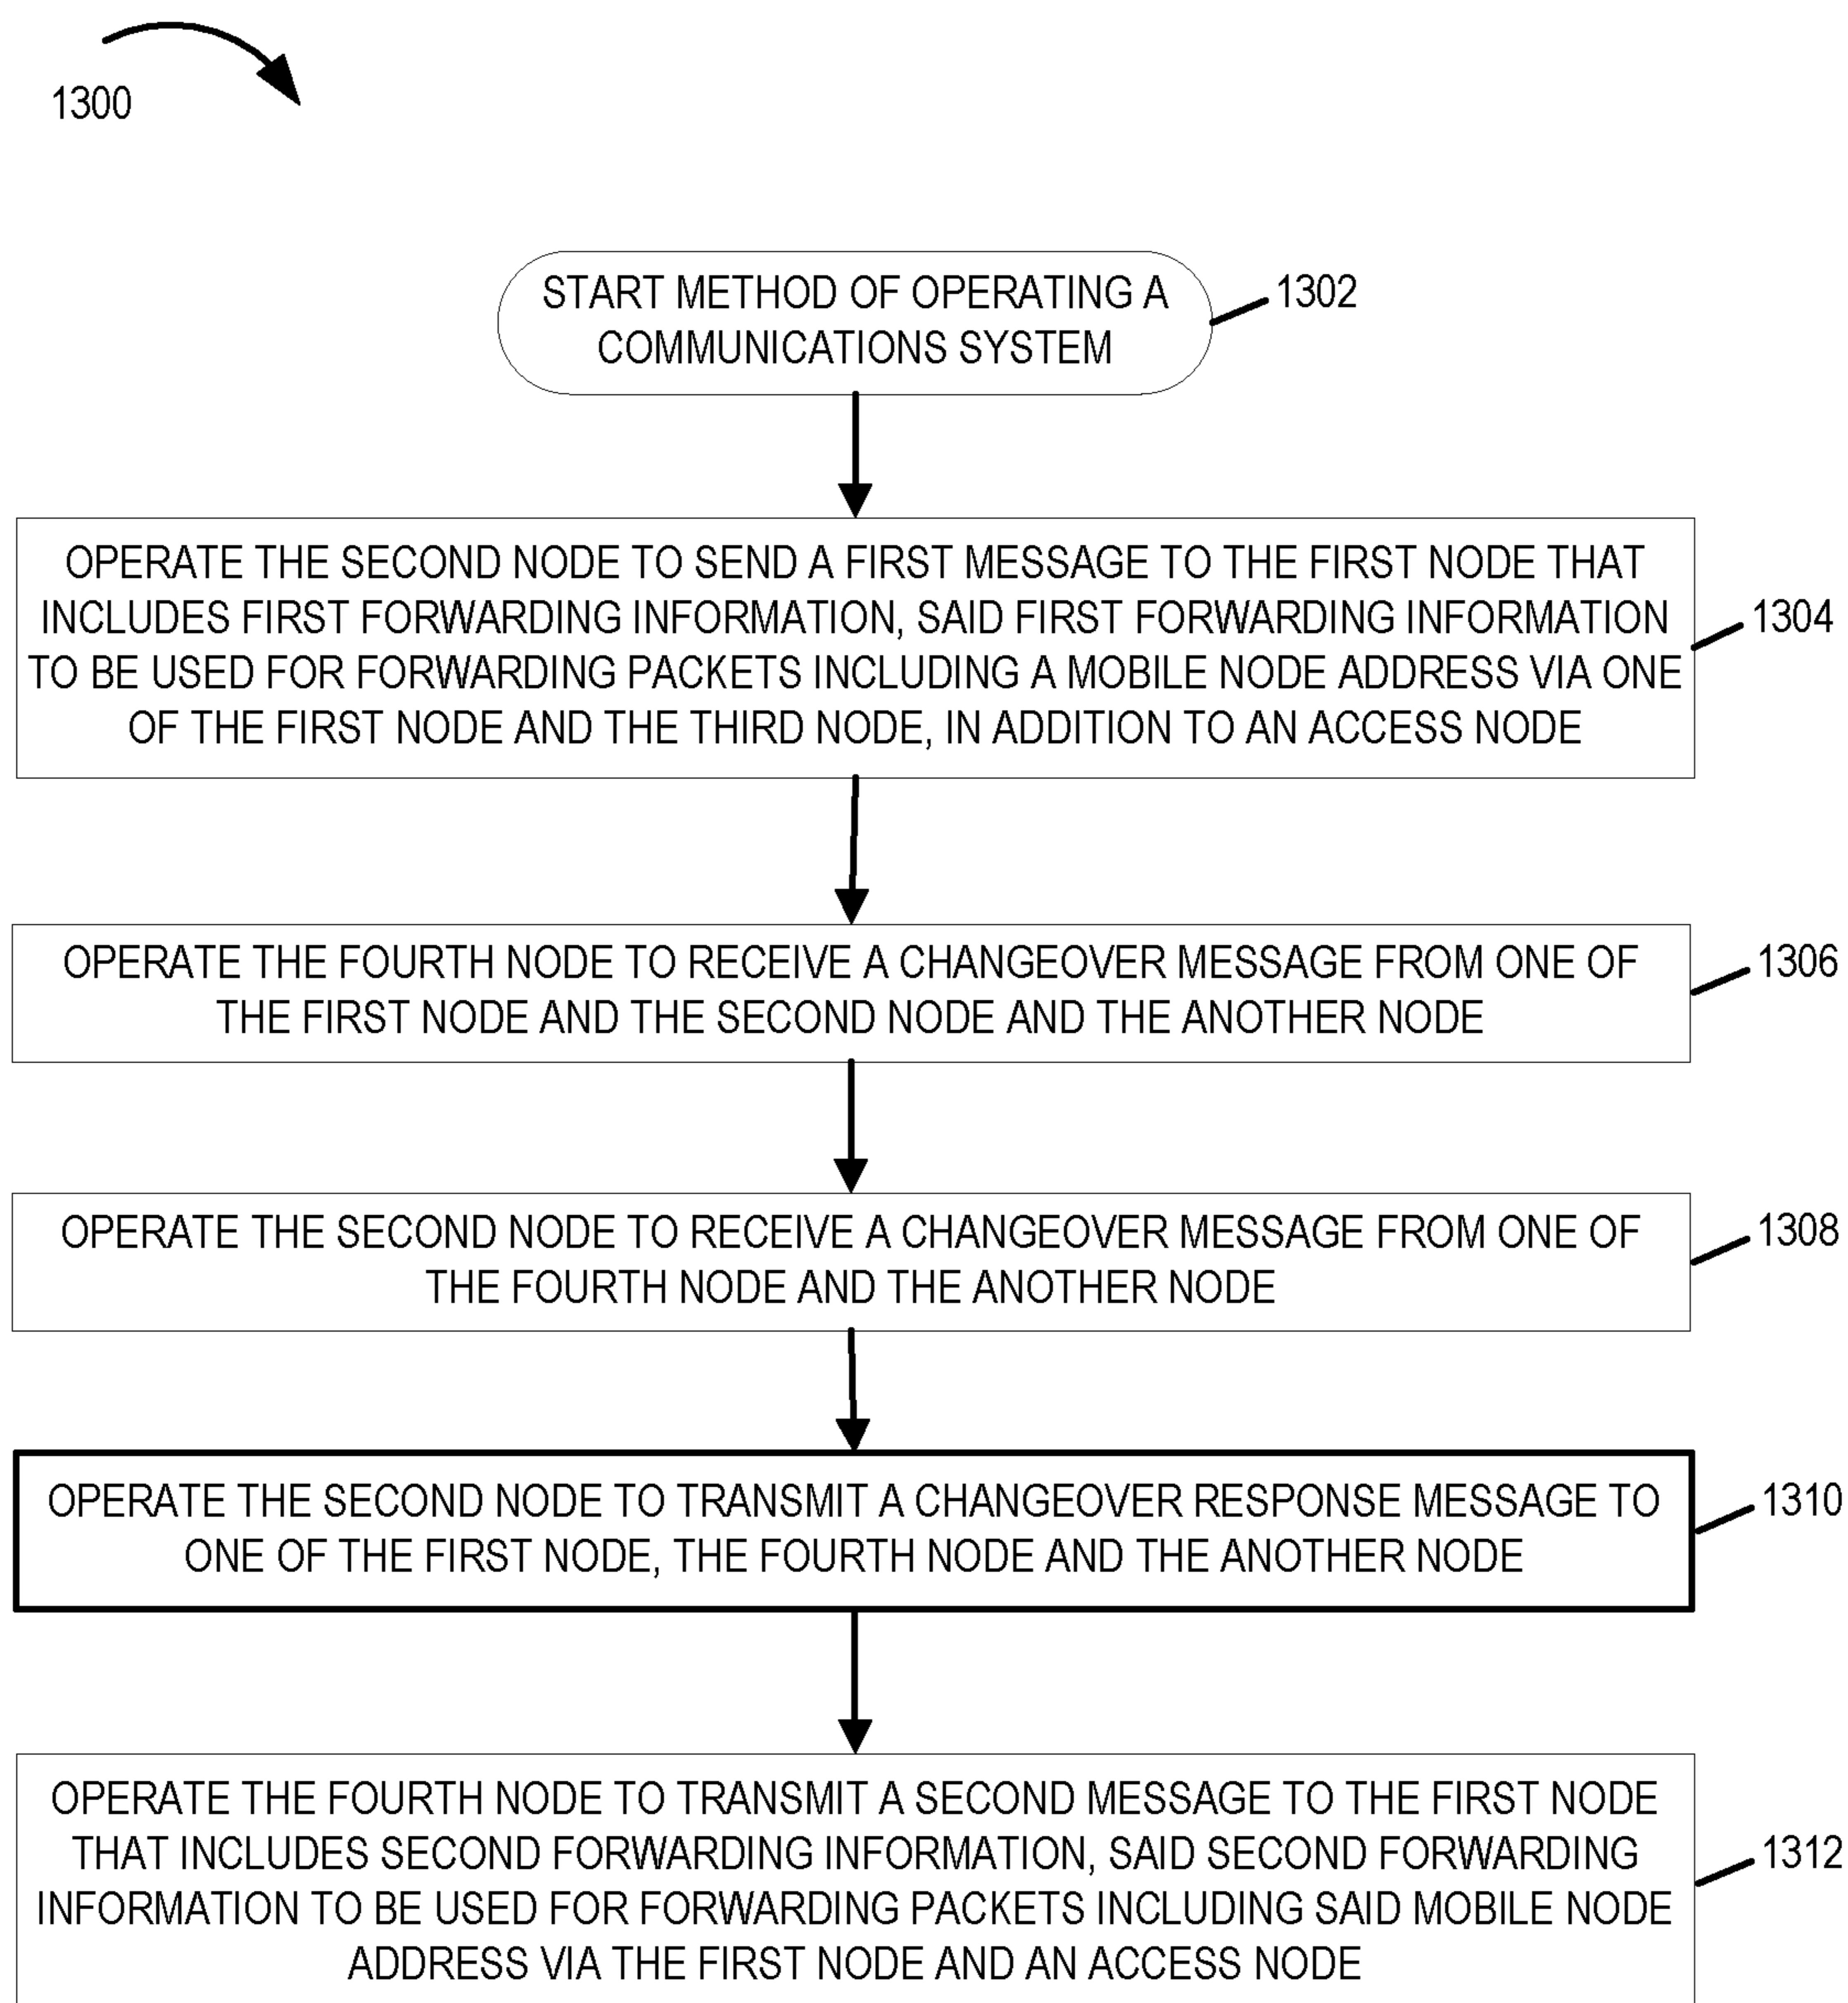 1300
START METHOD OF OPERATING A
COMMUNICATIONS SYSTEM
1302
OPERATE THE SECOND NODE TO SEND A FIRST MESSAGE TO THE FIRST NODE THAT
INCLUDES FIRST FORWARDING INFORMATION, SAID FIRST FORWARDING INFORMATION
TO BE USED FOR FORWARDING PACKETS INCLUDING A MOBILE NODE ADDRESS VIA ONE
OF THE FIRST NODE AND THE THIRD NODE, IN ADDITION TO AN ACCESS NODE
1304
OPERATE THE FOURTH NODE TO RECEIVE A CHANGEOVER MESSAGE FROM ONE OF
THE FIRST NODE AND THE SECOND NODE AND THE ANOTHER NODE
1306
OPERATE THE SECOND NODE TO RECEIVE A CHANGEOVER MESSAGE FROM ONE OF
THE FOURTH NODE AND THE ANOTHER NODE
1308
OPERATE THE SECOND NODE TO TRANSMIT A CHANGEOVER RESPONSE MESSAGE TO
ONE OF THE FIRST NODE, THE FOURTH NODE AND THE ANOTHER NODE
1310
OPERATE THE FOURTH NODE TO TRANSMIT A SECOND MESSAGE TO THE FIRST NODE
THAT INCLUDES SECOND FORWARDING INFORMATION, SAID SECOND FORWARDING
INFORMATION TO BE USED FOR FORWARDING PACKETS INCLUDING SAID MOBILE NODE
ADDRESS VIA THE FIRST NODE AND AN ACCESS NODE
1312